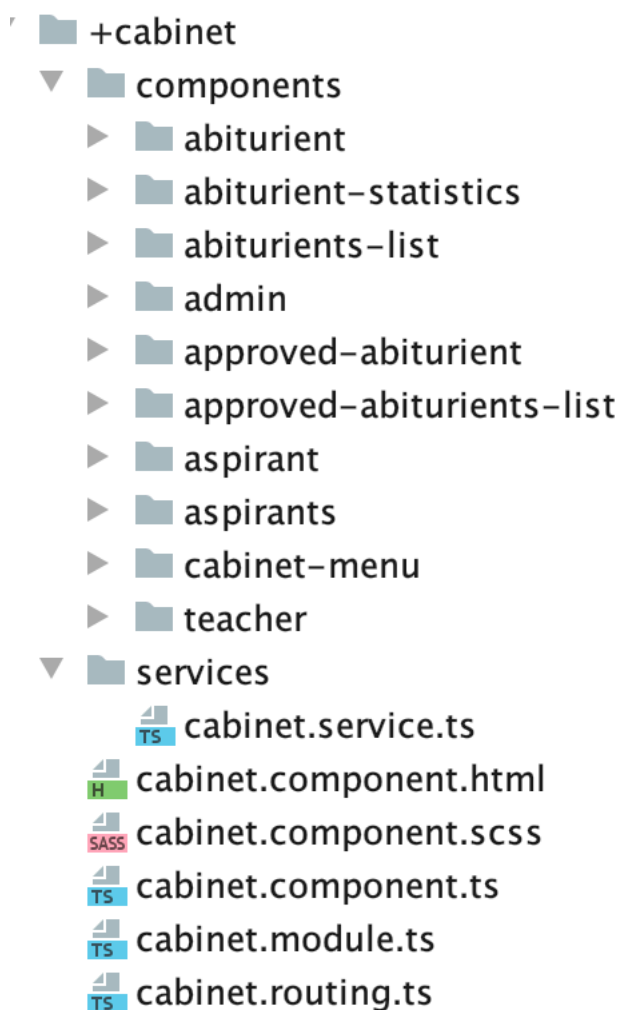 +cabinet
components
abiturient
abiturient-statistics
abiturients-list
admin
approved-abiturient
approved-abiturients-list
aspirant
aspirants
cabinet-menu
teacher
services
TS cabinet.service.ts
H cabinet.component.html
SASS cabinet.component.scss
TS cabinet.component.ts
TS cabinet.module.ts
TS cabinet.routing.ts